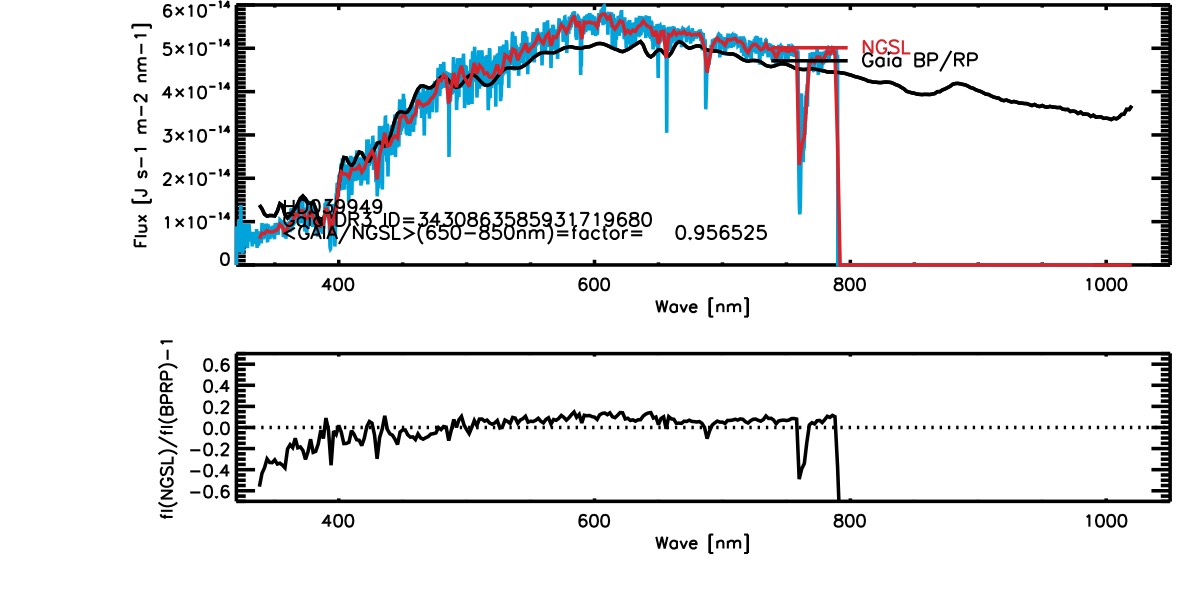 6×10−14
5×10−14
4×10−14
3×10−14
2×10−14
1×10−14
0
Flux [J s−1 m−2 nm−1]
NGSL
Gaia BP/RP
HD039949
Gaia DR3 ID=3430863585931719680
<GAIA/NGSL>(650−850nm)=factor= 0.956525
400 600 800 1000
Wave [nm]
fl(NGSL)/fl(BPRP)−1
0.6
0.4
0.2
0.0
−0.2
−0.4
−0.6
400 600 800 1000
Wave [nm]